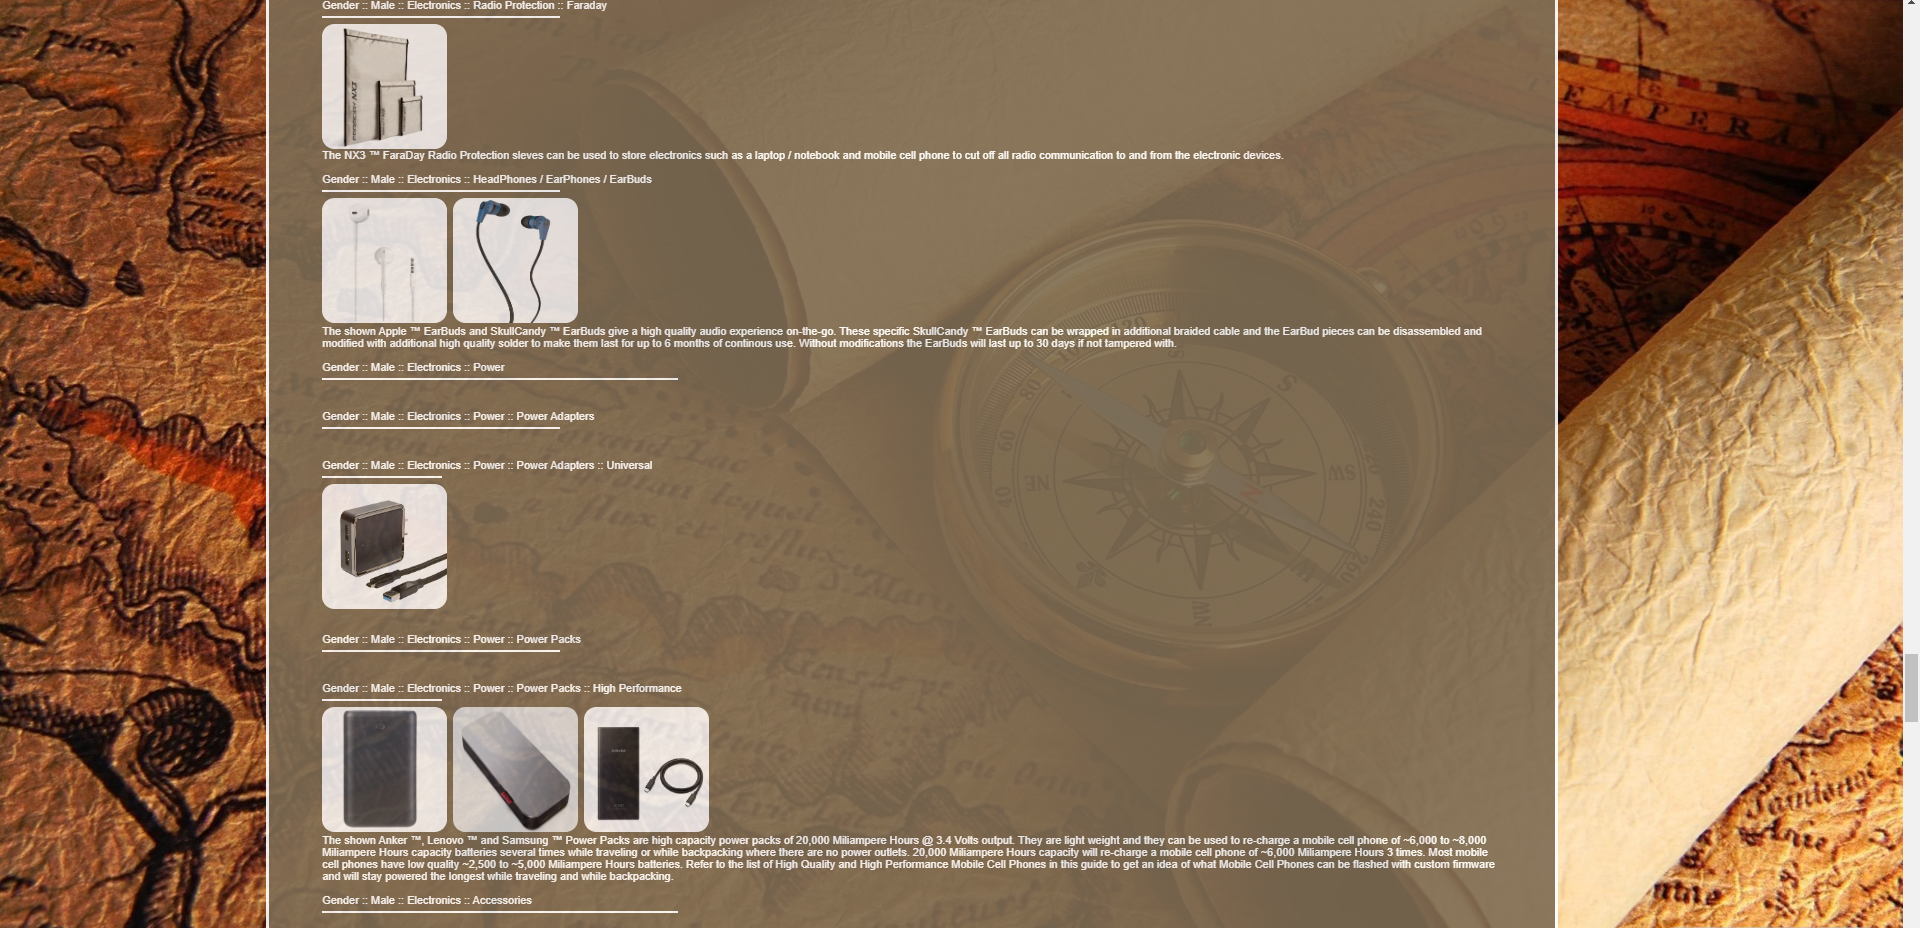 Gender :: Male :: Electronics :: Radio Protection :: Faraday
The NX3 ™ FaraDay Radio Protection sleves can be used to store electronics such as a laptop / notebook and mobile cell phone to cut off all radio communication to and from the electronic devices.
Gender :: Male :: Electronics :: HeadPhones / EarPhones / EarBuds
The shown Apple ™ EarBuds and SkullCandy ™ EarBuds give a high quality audio experience on-the-go. These specific SkullCandy ™ EarBuds can be wrapped in additional braided cable and the EarBud pieces can be disassembled and
modified with additional high quality solder to make them last for up to 6 months of continous use. Without modifications the EarBuds will last up to 30 days if not tampered with.
Gender :: Male :: Electronics :: Power
Gender :: Male :: Electronics :: Power :: Power Adapters
Gender :: Male :: Electronics :: Power :: Power Adapters :: Universal
Gender :: Male :: Electronics :: Power :: Power Packs
Gender :: Male :: Electronics :: Power :: Power Packs :: High Performance
The shown Anker ™, Lenovo ™ and Samsung ™ Power Packs are high capacity power packs of 20,000 Miliampere Hours @ 3.4 Volts output. They are light weight and they can be used to re-charge a mobile cell phone of ~6,000 to ~8,000
Miliampere Hours capacity batteries several times while traveling or while backpacking where there are no power outlets. 20,000 Miliampere Hours capacity will re-charge a mobile cell phone of ~6,000 Miliampere Hours 3 times. Most mobile
cell phones have low quality ~2,500 to ~5,000 Miliampere Hours batteries. Refer to the list of High Quality and High Performance Mobile Cell Phones in this guide to get an idea of what Mobile Cell Phones can be flashed with custom firmware
and will stay powered the longest while traveling and while backpacking.
Gender :: Male :: Electronics :: Accessories